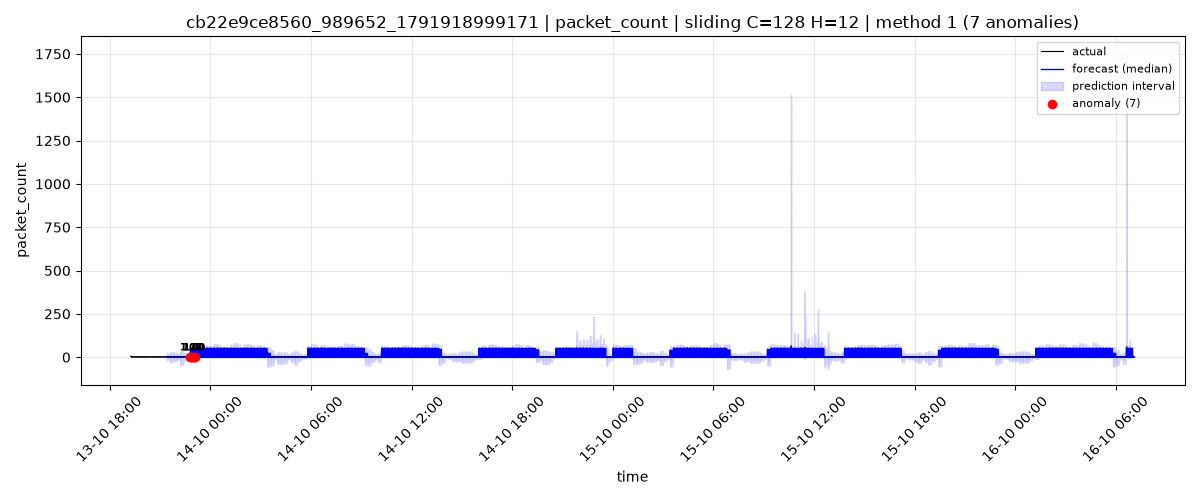 cb22e9ce8560_989652_1791918999171 | packet_count | sliding C=128 H=12 | method 1 (7 anomalies)
actual
forecast (median)
prediction interval
anomaly (7)
packet_count
1750
1500
1250
1000
750
500
250
0
13-10 18:00
14-10 00:00
14-10 06:00
14-10 12:00
14-10 18:00
15-10 00:00
15-10 06:00
15-10 12:00
15-10 18:00
16-10 00:00
16-10 06:00
time